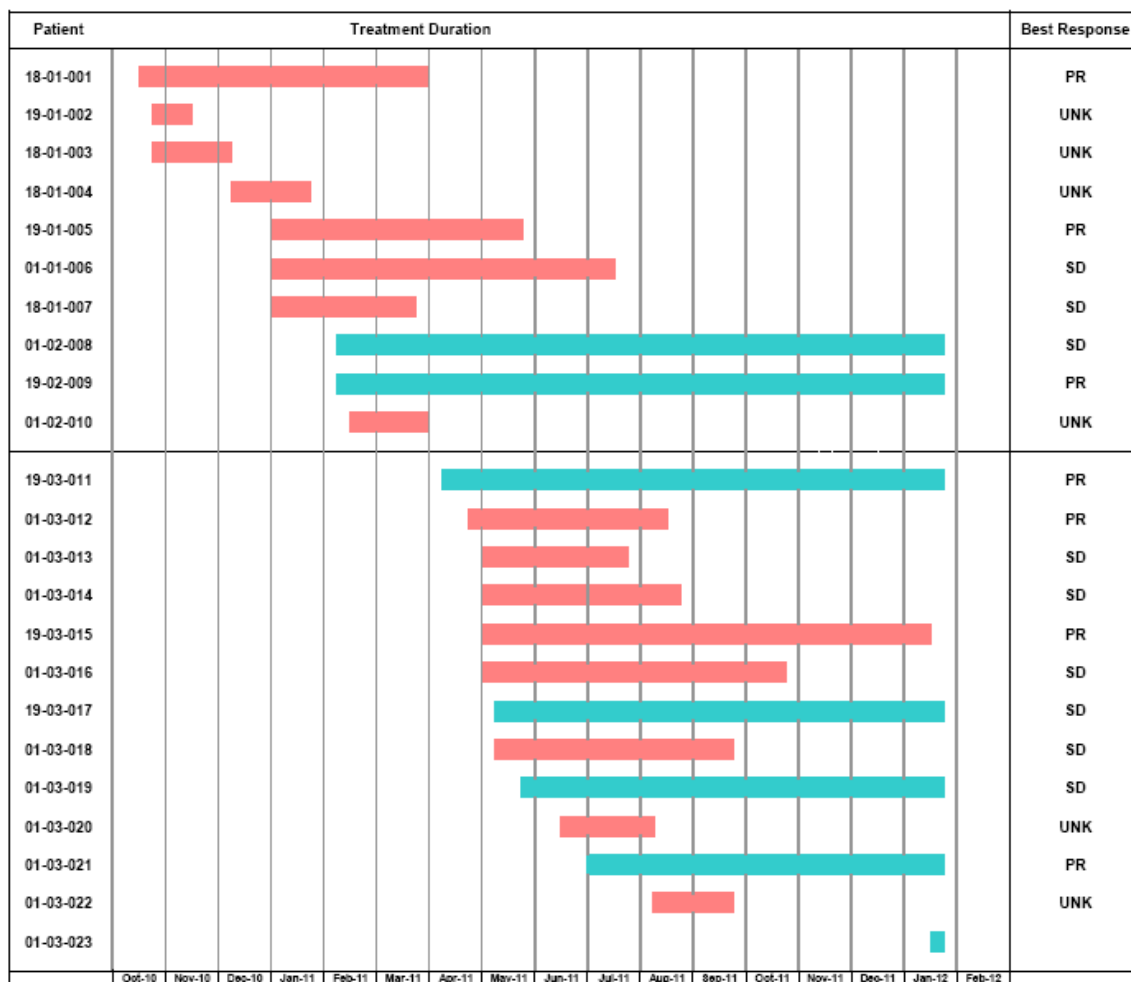 Patient Treatment Duration Best Response
18-01-001 PR
19-01-002 UNK
18-01-003 UNK
18-01-004 UNK
19-01-005 PR
01-01-006 SD
18-01-007 SD
01-02-008 SD
19-02-009 PR
01-02-010 UNK
19-03-011 PR
01-03-012 PR
01-03-013 SD
01-03-014 SD
19-03-015 PR
01-03-016 SD
19-03-017 SD
01-03-018 SD
01-03-019 SD
01-03-020 UNK
01-03-021 PR
01-03-022 UNK
01-03-023
Oct-10 Nov-10 Dec-10 Jan-11 Feb-11 Mar-11 Apr-11 May-11 Jun-11 Jul-11 Aug-11 Sep-11 Oct-11 Nov-11 Dec-11 Jan-12 Feb-12